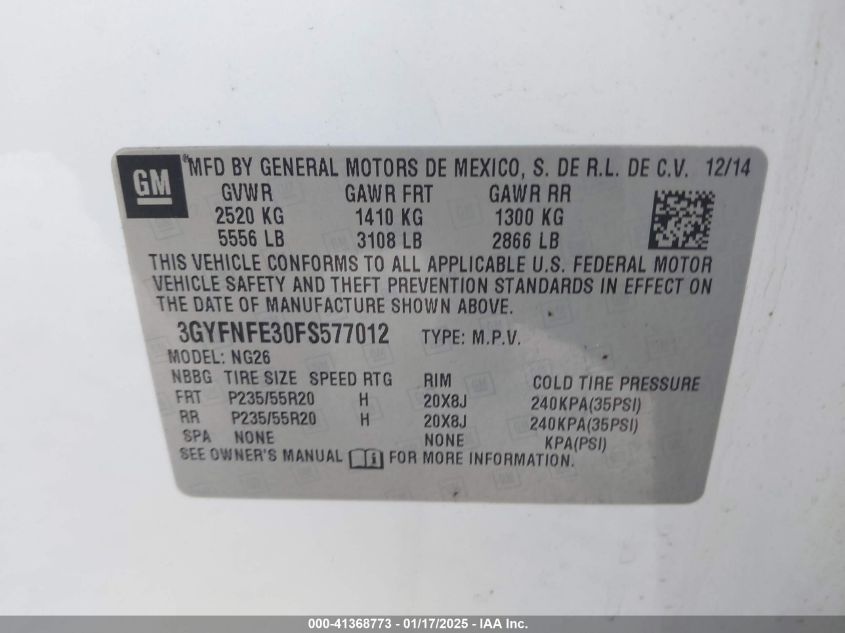 GM ® MFD BY GENERAL MOTORS DE MEXICO, S. DE R.L. DE C.V. 12/14
GVWR GAWR FRT GAWR RR
2520 KG 1410 KG 1300 KG
5556 LB 3108 LB 2866 LB
THIS VEHICLE CONFORMS TO ALL APPLICABLE U.S. FEDERAL MOTOR
VEHICLE SAFETY AND THEFT PREVENTION STANDARDS IN EFFECT ON
THE DATE OF MANUFACTURE SHOWN ABOVE.
3GYFNFE30FS577012 TYPE: M.P.V.
MODEL: NG26
NBBG TIRE SIZE SPEED RTG RIM COLD TIRE PRESSURE
FRT P235/55R20 H 20X8J 240KPA(35PSI)
RR P235/55R20 H 20X8J 240KPA(35PSI)
SPA NONE NONE KPA(PSI)
SEE OWNER'S MANUAL FOR MORE INFORMATION.
000-41368773 - 01/17/2025 - IAA Inc.